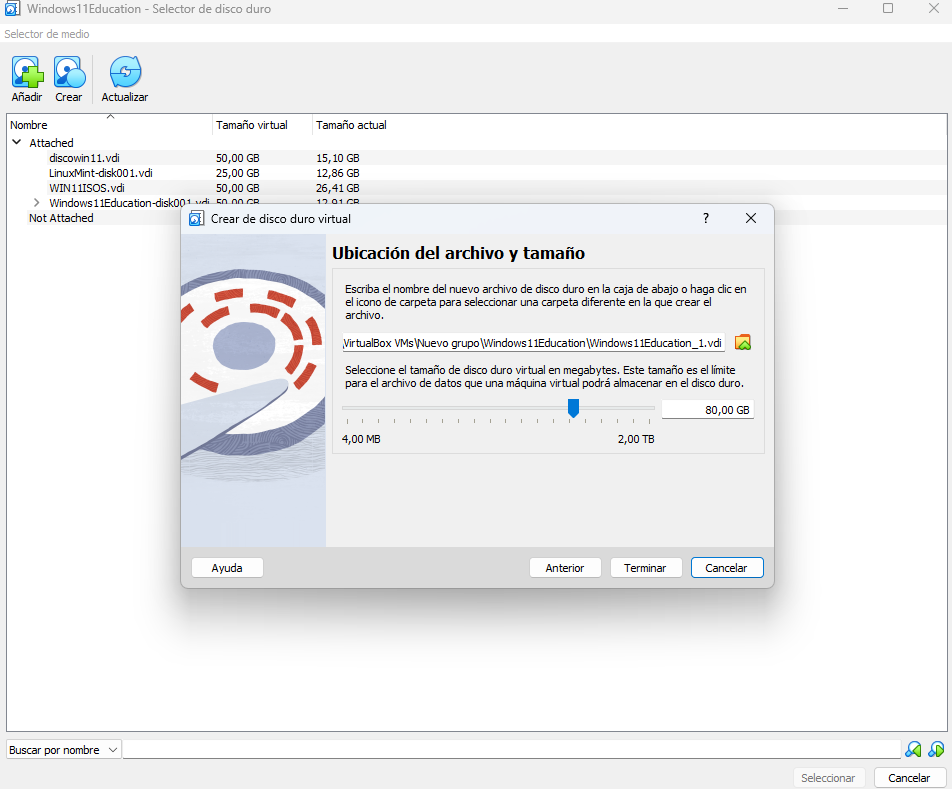 Windows11Education - Selector de disco duro
Selector de medio
Añadir Crear Actualizar
Nombre Tamaño virtual Tamaño actual
Attached
discowin11.vdi 50,00 GB 15,10 GB
LinuxMint-disk001.vdi 25,00 GB 12,86 GB
WIN11ISOS.vdi 50,00 GB 26,41 GB
Windows11Education-disk001.vdi 50,00 GB 12,91 GB
Not Attached
Crear de disco duro virtual
?
Ubicación del archivo y tamaño
Escriba el nombre del nuevo archivo de disco duro en la caja de abajo o haga clic en
el icono de carpeta para seleccionar una carpeta diferente en la que crear el
archivo.
\VirtualBox VMs\Nuevo grupo\Windows11Education\Windows11Education_1.vdi
Seleccione el tamaño de disco duro virtual en megabytes. Este tamaño es el límite
para el archivo de datos que una máquina virtual podrá almacenar en el disco duro.
80,00 GB
4,00 MB 2,00 TB
Ayuda Anterior Terminar Cancelar
Buscar por nombre
Seleccionar Cancelar